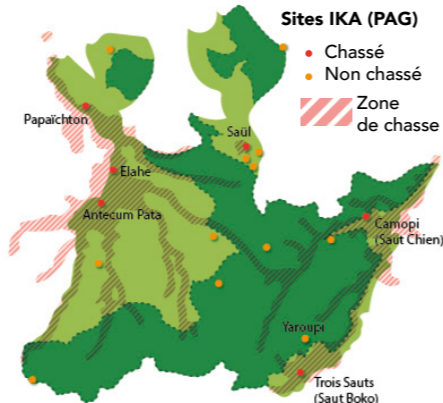 Sites IKA (PAG)
Chassé
Non chassé
Zone
de chasse
Papaïchton
Saül
Elahe
Antecum Pata
Camopi
(Saut Chien)
Yaroupi
Trois Sauts
(Saut Boko)